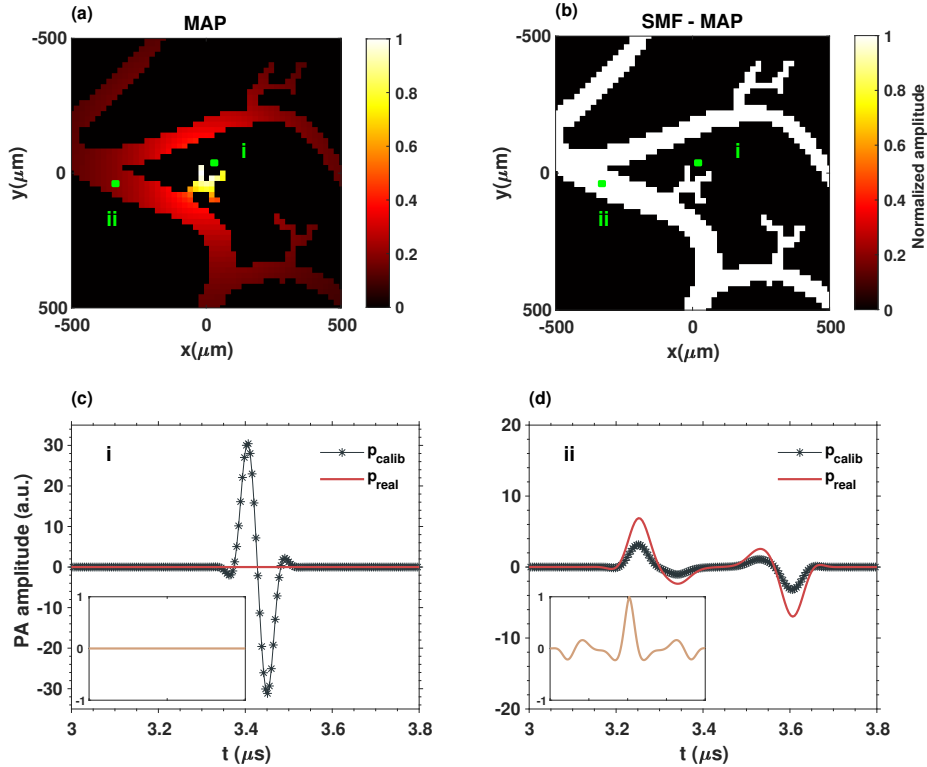 (a)
MAP
-500
0
500
y(μm)
-500
0
500
x(μm)
i
ii
1
0.8
0.6
0.4
0.2
0
(b)
SMF - MAP
-500
0
500
y(μm)
-500
0
500
x(μm)
i
ii
1
0.8
0.6
0.4
0.2
0
Normalized amplitude
(c)
i
p_calib
p_real
30
20
10
0
-10
-20
-30
PA amplitude (a.u.)
1
0
-1
3
3.2
3.4
3.6
3.8
t (μs)
(d)
ii
p_calib
p_real
20
10
0
-10
-20
1
0
-1
3
3.2
3.4
3.6
3.8
t (μs)